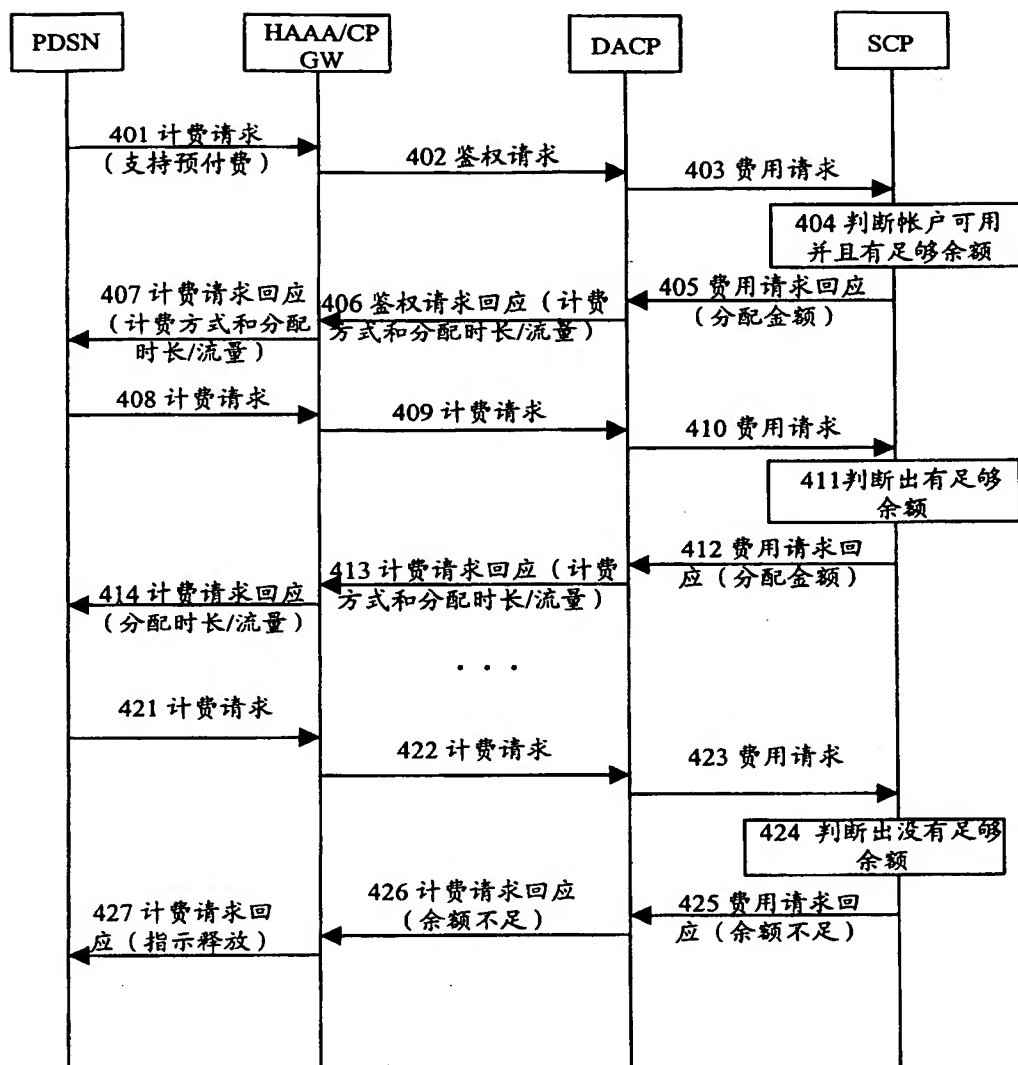 PDSN
HAAA/CP
GW
DACP
SCP
401 计费请求
（支持预付费）
402 鉴权请求
403 费用请求
404 判断帐户可用
并且有足够余额
405 费用请求回应
（分配金额）
406 鉴权请求回应（计费
方式和分配时长/流量）
407 计费请求回应
（计费方式和分配
时长/流量）
408 计费请求
409 计费请求
410 费用请求
411判断出有足够
余额
412 费用请求回
应（分配金额）
413 计费请求回应（计费
方式和分配时长/流量）
414 计费请求回应
（分配时长/流量）
· · ·
421 计费请求
422 计费请求
423 费用请求
424 判断出没有足够
余额
425 费用请求回
应（余额不足）
426 计费请求回应
（余额不足）
427 计费请求回
应（指示释放）